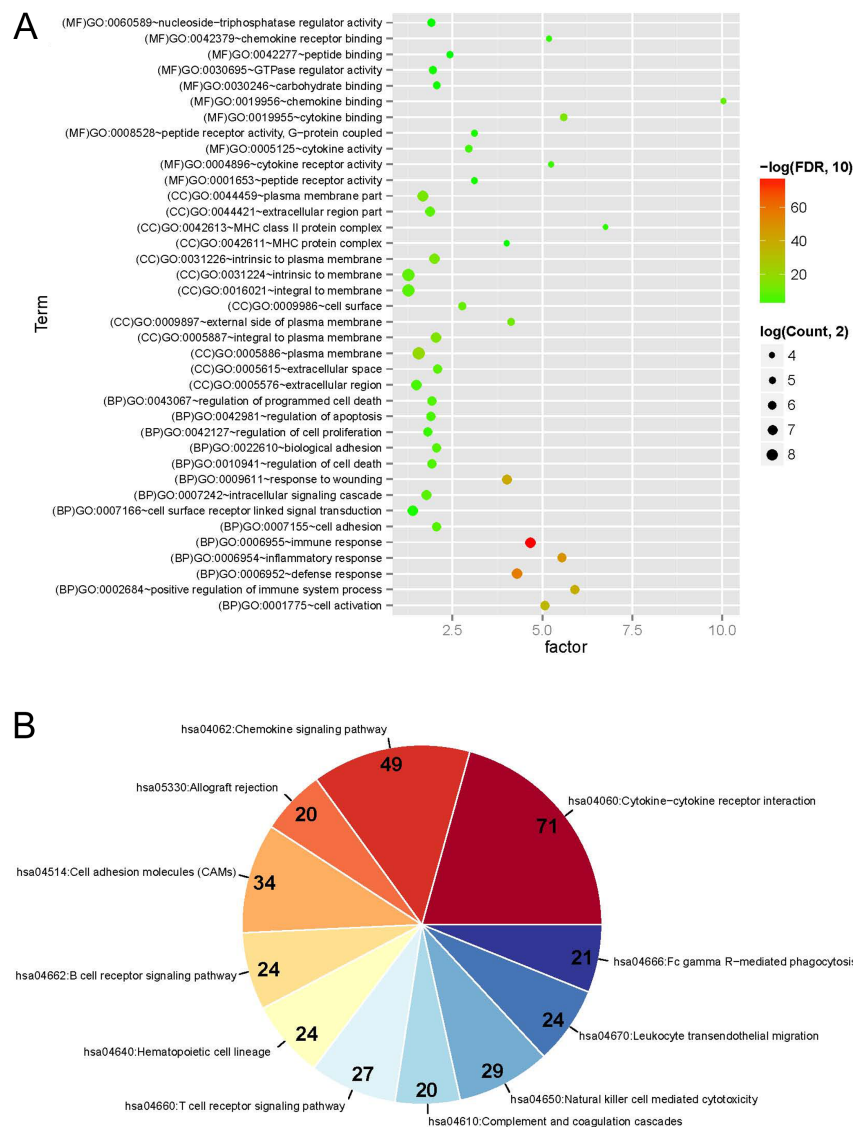 A
(MF)GO:0060589~nucleoside-triphosphatase regulator activity
(MF)GO:0042379~chemokine receptor binding
(MF)GO:0042277~peptide binding
(MF)GO:0030695~GTPase regulator activity
(MF)GO:0030246~carbohydrate binding
(MF)GO:0019956~chemokine binding
(MF)GO:0019955~cytokine binding
(MF)GO:0008528~peptide receptor activity, G-protein coupled
(MF)GO:0005125~cytokine activity
(MF)GO:0004896~cytokine receptor activity
(MF)GO:0001653~peptide receptor activity
(CC)GO:0044459~plasma membrane part
(CC)GO:0044421~extracellular region part
(CC)GO:0042613~MHC class II protein complex
(CC)GO:0042611~MHC protein complex
(CC)GO:0031226~intrinsic to plasma membrane
(CC)GO:0031224~intrinsic to membrane
(CC)GO:0016021~integral to membrane
(CC)GO:0009986~cell surface
(CC)GO:0009897~external side of plasma membrane
(CC)GO:0005887~integral to plasma membrane
(CC)GO:0005886~plasma membrane
(CC)GO:0005615~extracellular space
(CC)GO:0005576~extracellular region
(BP)GO:0043067~regulation of programmed cell death
(BP)GO:0042981~regulation of apoptosis
(BP)GO:0042127~regulation of cell proliferation
(BP)GO:0022610~biological adhesion
(BP)GO:0010941~regulation of cell death
(BP)GO:0009611~response to wounding
(BP)GO:0007242~intracellular signaling cascade
(BP)GO:0007166~cell surface receptor linked signal transduction
(BP)GO:0007155~cell adhesion
(BP)GO:0006955~immune response
(BP)GO:0006954~inflammatory response
(BP)GO:0006952~defense response
(BP)GO:0002684~positive regulation of immune system process
(BP)GO:0001775~cell activation
Term
2.5 5.0 7.5 10.0
factor
−log(FDR, 10)
60
40
20
log(Count, 2)
4
5
6
7
8
B
hsa04062:Chemokine signaling pathway
49
hsa05330:Allograft rejection
20
hsa04060:Cytokine−cytokine receptor interaction
71
hsa04514:Cell adhesion molecules (CAMs)
34
hsa04662:B cell receptor signaling pathway
24
hsa04666:Fc gamma R−mediated phagocytosis
21
hsa04640:Hematopoietic cell lineage
24
hsa04670:Leukocyte transendothelial migration
24
hsa04660:T cell receptor signaling pathway
27
hsa04650:Natural killer cell mediated cytotoxicity
29
hsa04610:Complement and coagulation cascades
20